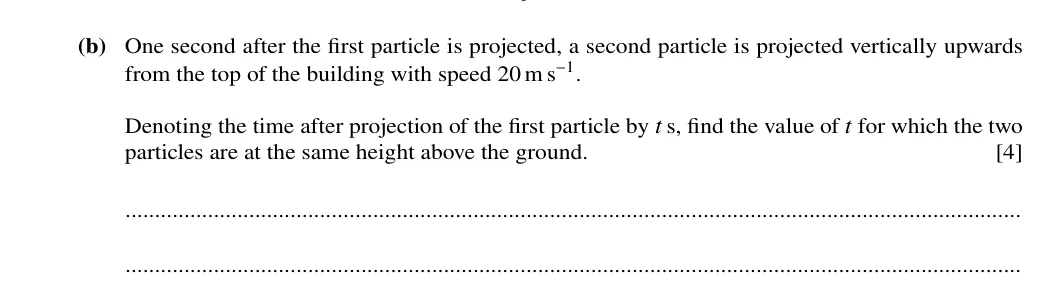 (b) One second after the first particle is projected, a second particle is projected vertically upwards
from the top of the building with speed 20 m s⁻¹.
Denoting the time after projection of the first particle by t s, find the value of t for which the two
particles are at the same height above the ground. [4]